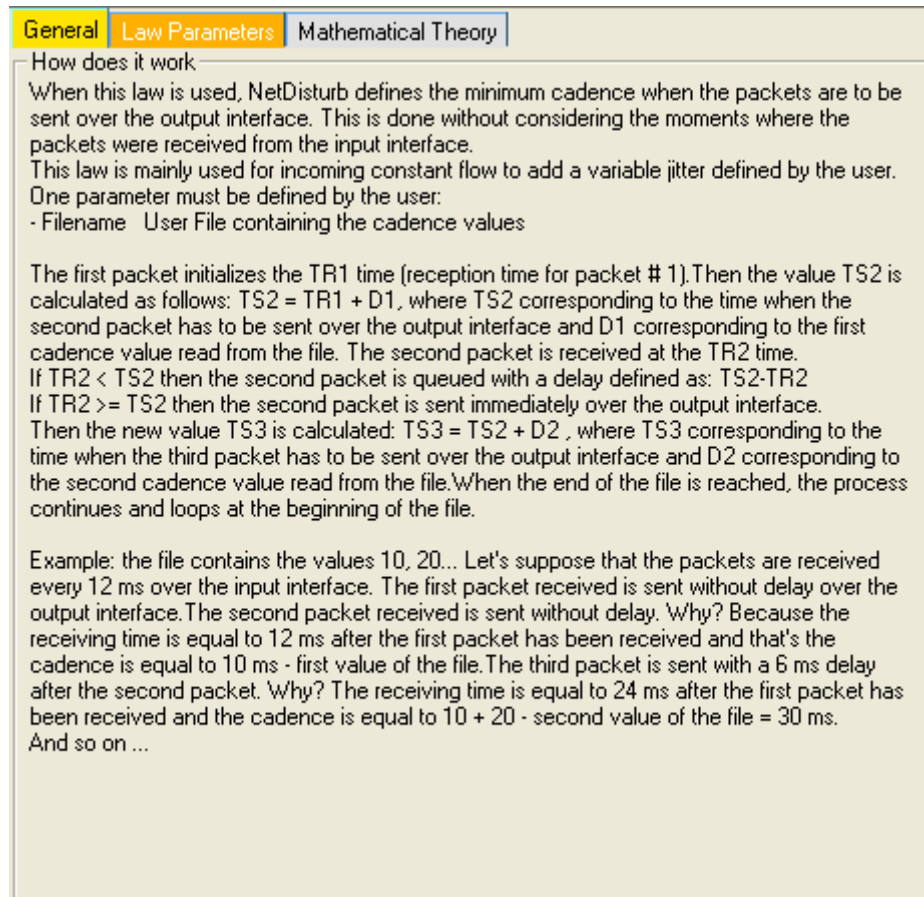 General Law Parameters Mathematical Theory
How does it work
When this law is used, NetDisturb defines the minimum cadence when the packets are to be
sent over the output interface. This is done without considering the moments where the
packets were received from the input interface.
This law is mainly used for incoming constant flow to add a variable jitter defined by the user.
One parameter must be defined by the user:
- Filename   User File containing the cadence values
The first packet initializes the TR1 time (reception time for packet # 1).Then the value TS2 is
calculated as follows: TS2 = TR1 + D1, where TS2 corresponding to the time when the
second packet has to be sent over the output interface and D1 corresponding to the first
cadence value read from the file. The second packet is received at the TR2 time.
If TR2 < TS2 then the second packet is queued with a delay defined as: TS2-TR2
If TR2 >= TS2 then the second packet is sent immediately over the output interface.
Then the new value TS3 is calculated: TS3 = TS2 + D2 , where TS3 corresponding to the
time when the third packet has to be sent over the output interface and D2 corresponding to
the second cadence value read from the file.When the end of the file is reached, the process
continues and loops at the beginning of the file.
Example: the file contains the values 10, 20... Let's suppose that the packets are received
every 12 ms over the input interface. The first packet received is sent without delay over the
output interface.The second packet received is sent without delay. Why? Because the
receiving time is equal to 12 ms after the first packet has been received and that's the
cadence is equal to 10 ms - first value of the file.The third packet is sent with a 6 ms delay
after the second packet. Why? The receiving time is equal to 24 ms after the first packet has
been received and the cadence is equal to 10 + 20 - second value of the file = 30 ms.
And so on ...